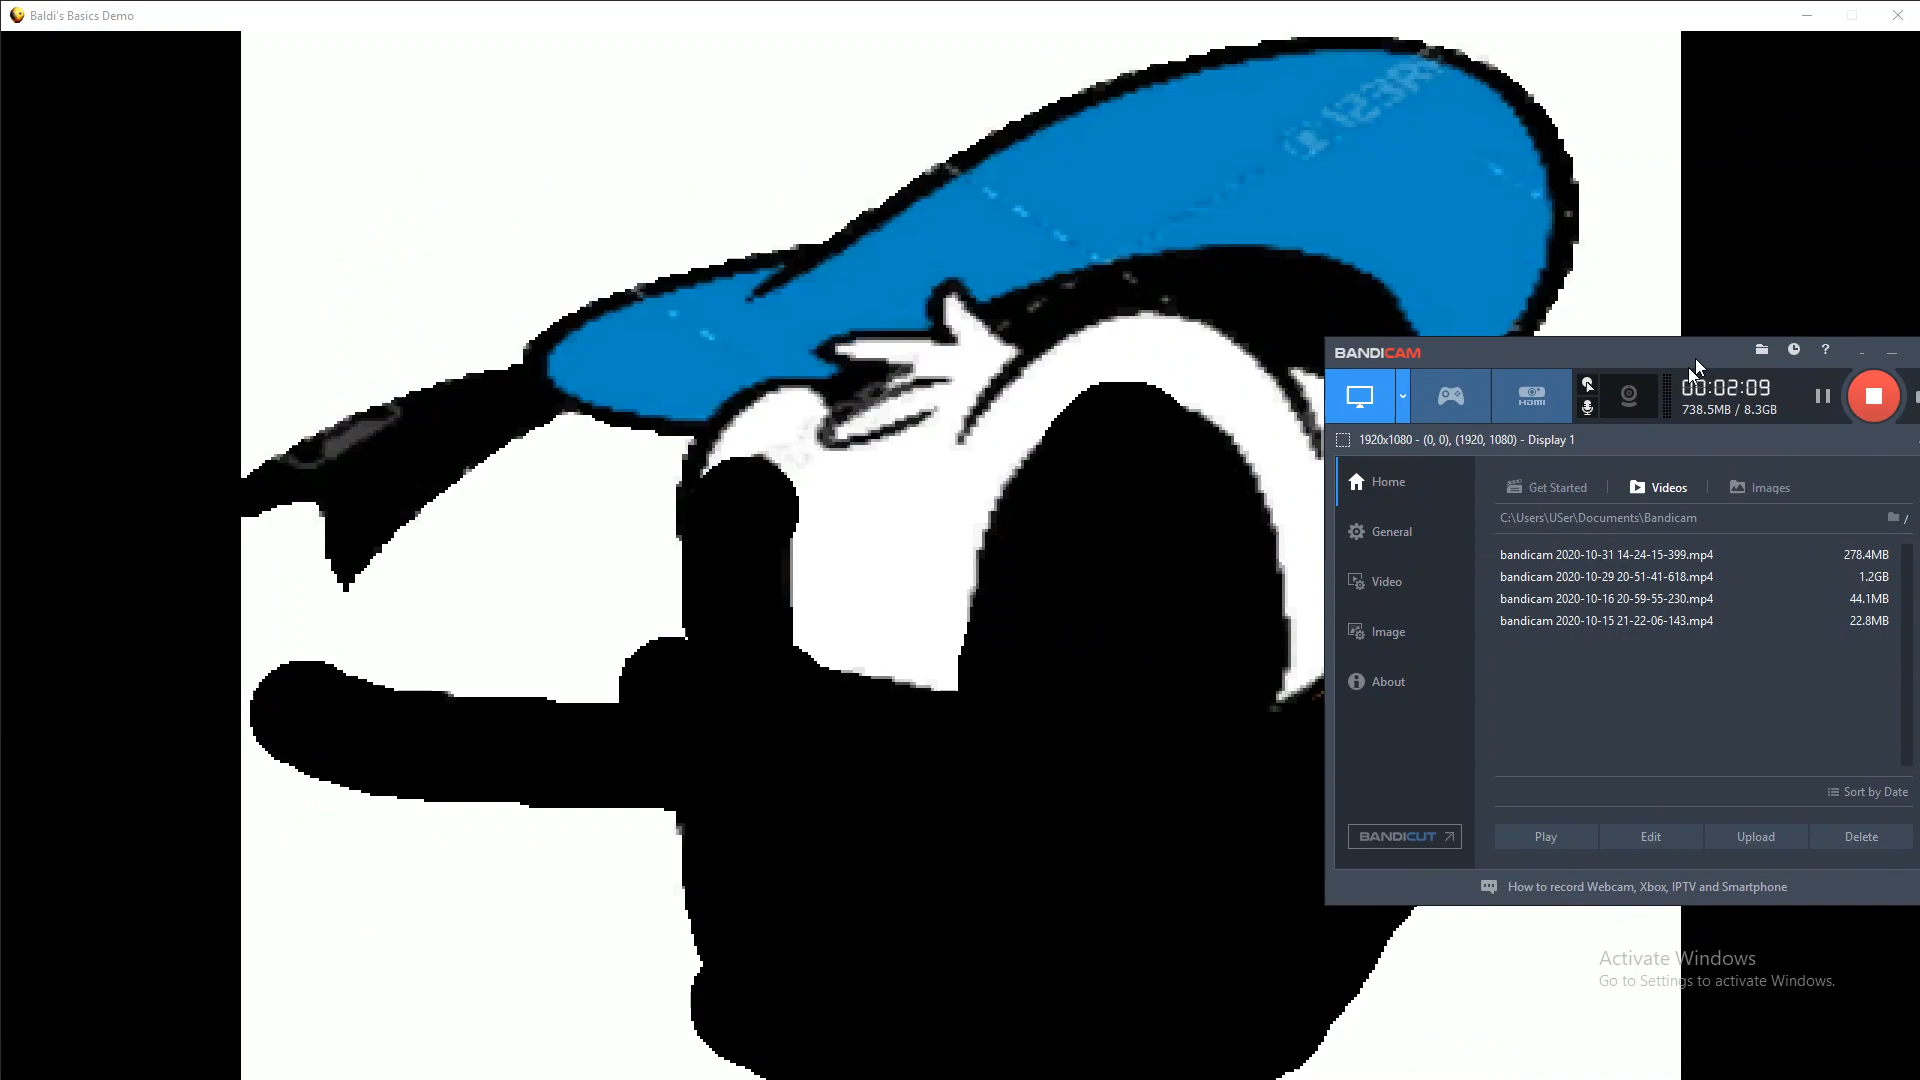 Baldi's Basics Demo
123RF
BANDICAM
?
00:02:09
738.5MB / 8.3GB
HDMI
1920x1080 - (0, 0), (1920, 1080) - Display 1
Home
General
Video
Image
About
BANDICUT
Get Started
Videos
Images
C:\Users\USer\Documents\Bandicam
bandicam 2020-10-31 14-24-15-399.mp4 278.4MB
bandicam 2020-10-29 20-51-41-618.mp4 1.2GB
bandicam 2020-10-16 20-59-55-230.mp4 44.1MB
bandicam 2020-10-15 21-22-06-143.mp4 22.8MB
Sort by Date
Play Edit Upload Delete
How to record Webcam, Xbox, IPTV and Smartphone
Activate Windows
Go to Settings to activate Windows.